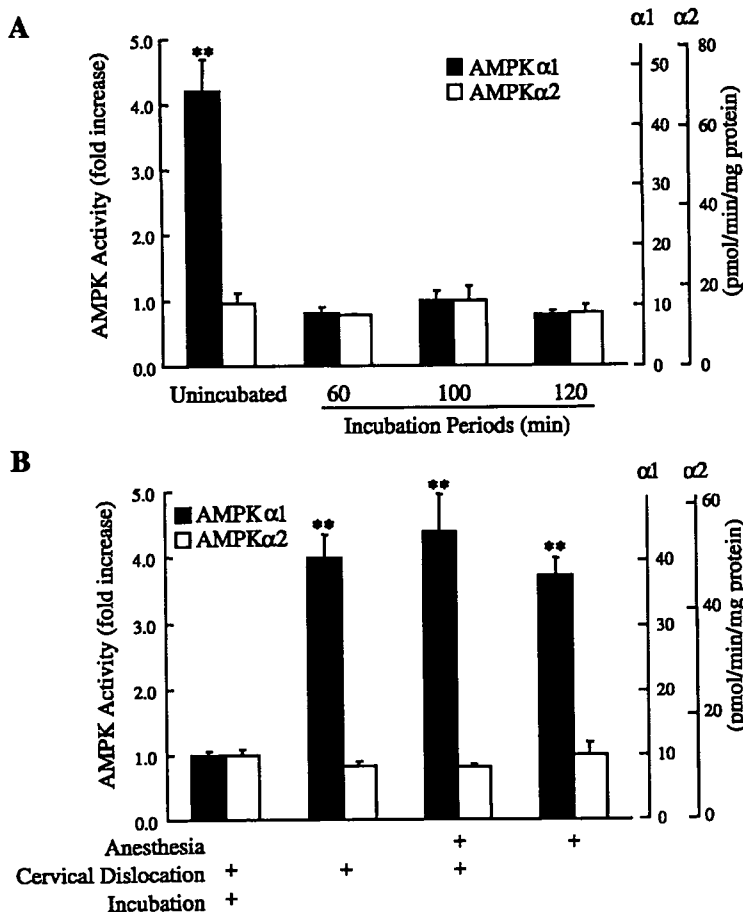 A
α1 α2
5.0
4.0
3.0
2.0
1.0
0.0
AMPK Activity (fold increase)
**
AMPKα1
AMPKα2
50
40
30
20
10
0
80
60
40
20
0
(pmol/min/mg protein)
Unincubated 60 100 120
Incubation Periods (min)
B
α1 α2
5.0
4.0
3.0
2.0
1.0
0.0
AMPK Activity (fold increase)
AMPKα1
AMPKα2
** ** **
40
30
20
10
0
60
40
20
0
(pmol/min/mg protein)
Anesthesia + +
Cervical Dislocation + + +
Incubation +